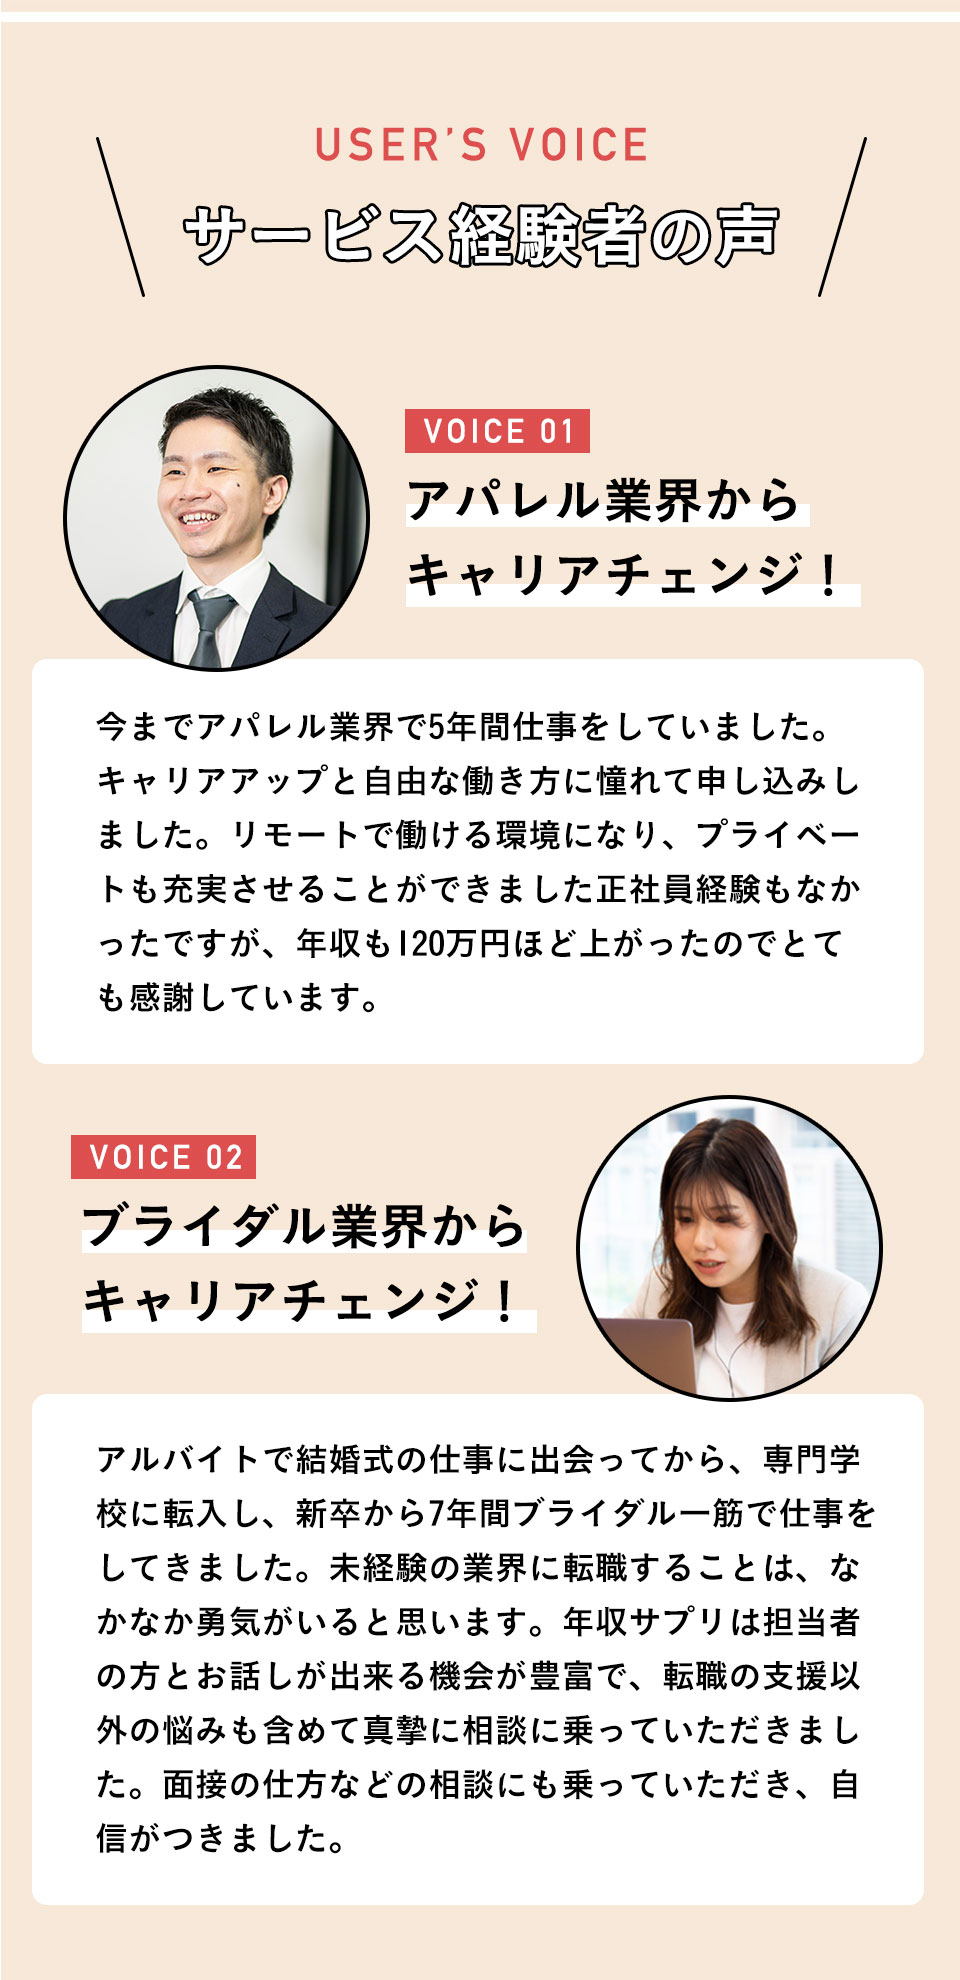 USER’S VOICE
サービス経験者の声
VOICE 01
アパレル業界から
キャリアチェンジ！
今までアパレル業界で5年間仕事をしていました。
キャリアアップと自由な働き方に憧れて申し込みし
ました。リモートで働ける環境になり、プライベー
トも充実させることができました正社員経験もなか
ったですが、年収も120万円ほど上がったのでとて
も感謝しています。
VOICE 02
ブライダル業界から
キャリアチェンジ！
アルバイトで結婚式の仕事に出会ってから、専門学
校に転入し、新卒から7年間ブライダル一筋で仕事を
してきました。未経験の業界に転職することは、な
かなか勇気がいると思います。年収サプリは担当者
の方とお話しが出来る機会が豊富で、転職の支援以
外の悩みも含めて真摯に相談に乗っていただきまし
た。面接の仕方などの相談にも乗っていただき、自
信がつきました。